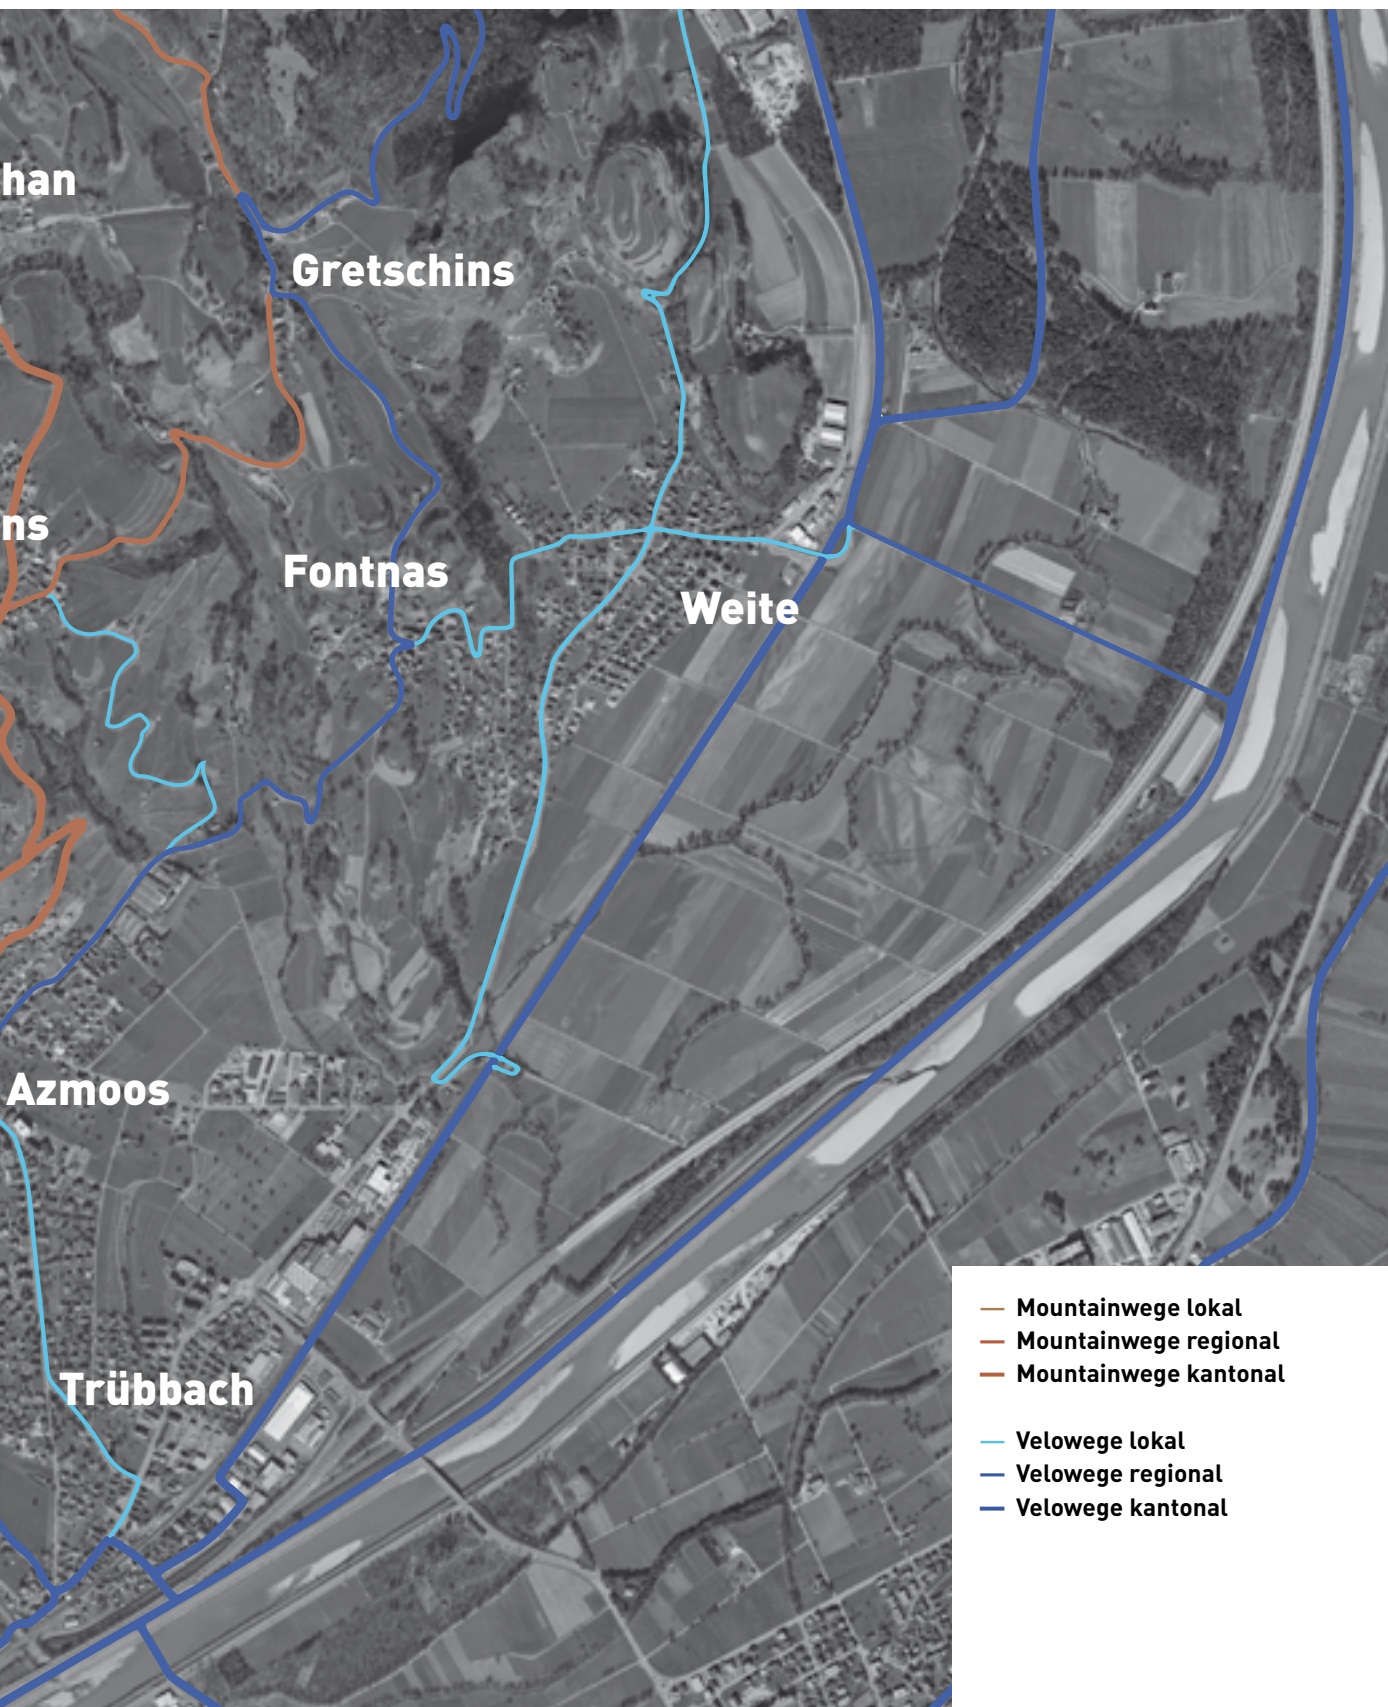 han
Gretschins
ns
Fontnas
Weite
Azmoos
Trübbach
Mountainwege lokal
Mountainwege regional
Mountainwege kantonal
Velowege lokal
Velowege regional
Velowege kantonal